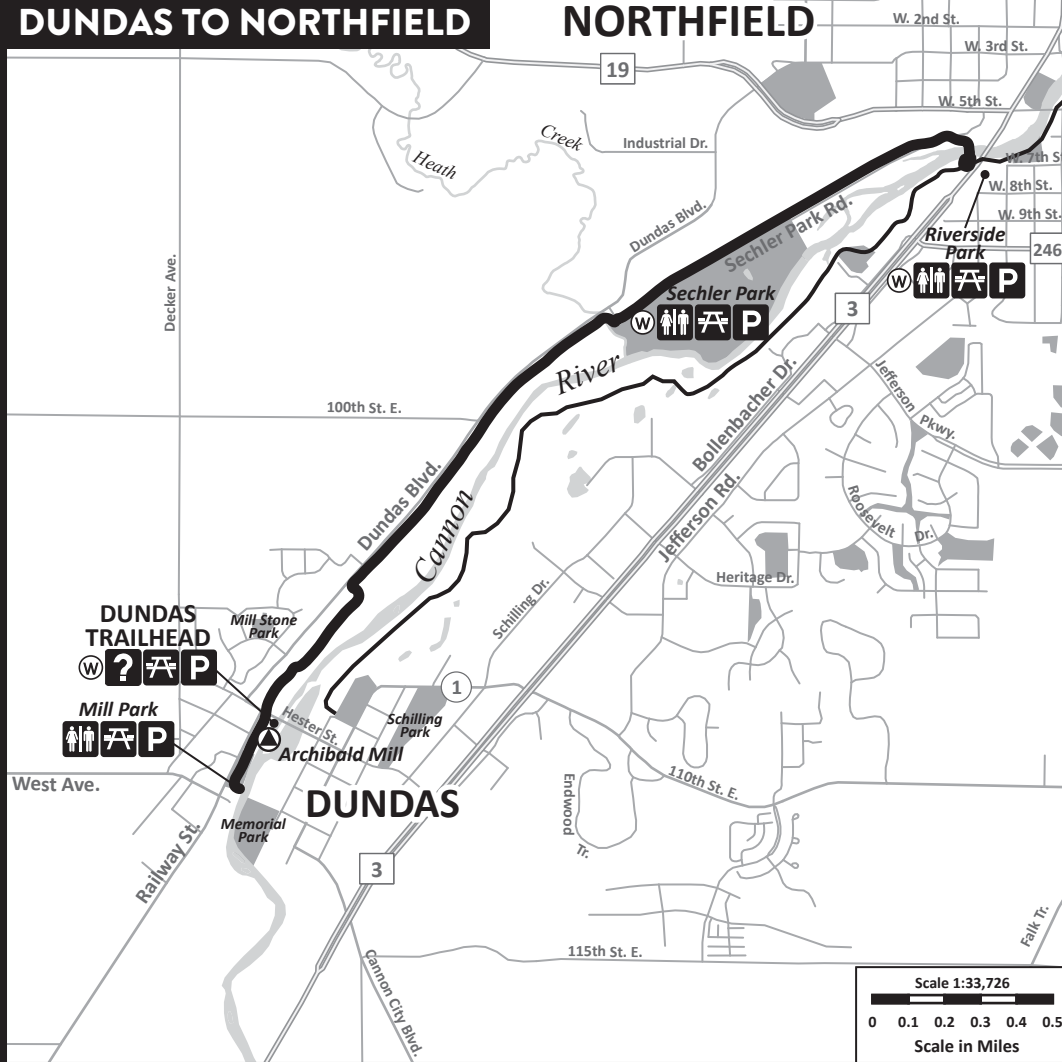 DUNDAS TO NORTHFIELD
NORTHFIELD
W. 2nd St.
W. 3rd St.
19
W. 5th St.
Creek
Industrial Dr.
Heath
W. 7th S
W. 8th St.
W. 9th St.
Dundas Blvd.
Sechler Park Rd.
Riverside
Park
246
W
P
Decker Ave.
Sechler Park
W
P
3
River
Jefferson
Pkwy.
Bollenbacher Dr.
100th St. E.
Dundas Blvd.
Jefferson Rd.
Roosevelt
Dr.
Cannon
Heritage Dr.
Schilling Dr.
DUNDAS
TRAILHEAD
W
?
P
Mill Stone
Park
1
Mill Park
P
Hester St.
Schilling
Park
Archibald Mill
West Ave.
110th St. E.
DUNDAS
Endwood
Tr.
Memorial
Park
Railway St.
3
Falk Tr.
115th St. E.
Cannon City Blvd.
Scale 1:33,726
0 0.1 0.2 0.3 0.4 0.5
Scale in Miles